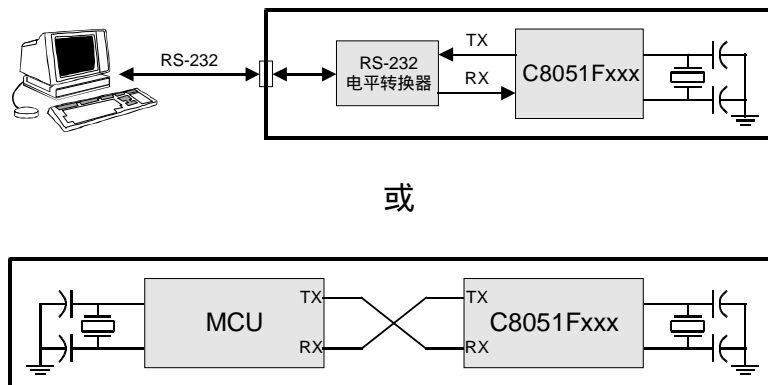 RS-232
RS-232
电平转换器
TX
RX
C8051Fxxx
或
MCU
TX
RX
TX
RX
C8051Fxxx